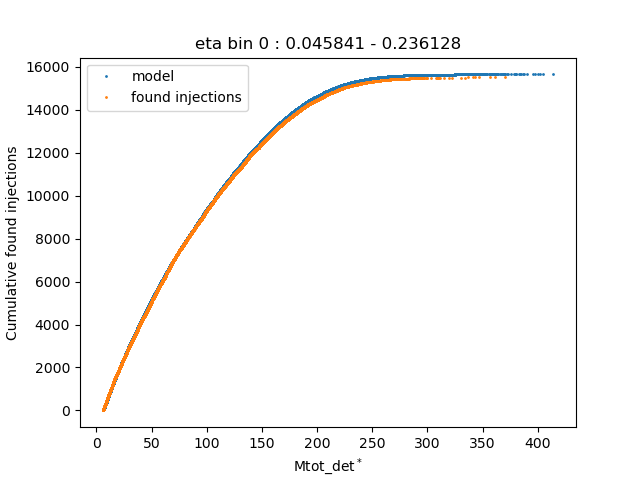 eta bin 0 : 0.045841 - 0.236128
16000
14000
12000
10000
8000
6000
4000
2000
0
Cumulative found injections
model
found injections
0 50 100 150 200 250 300 350 400
Mtot_det*